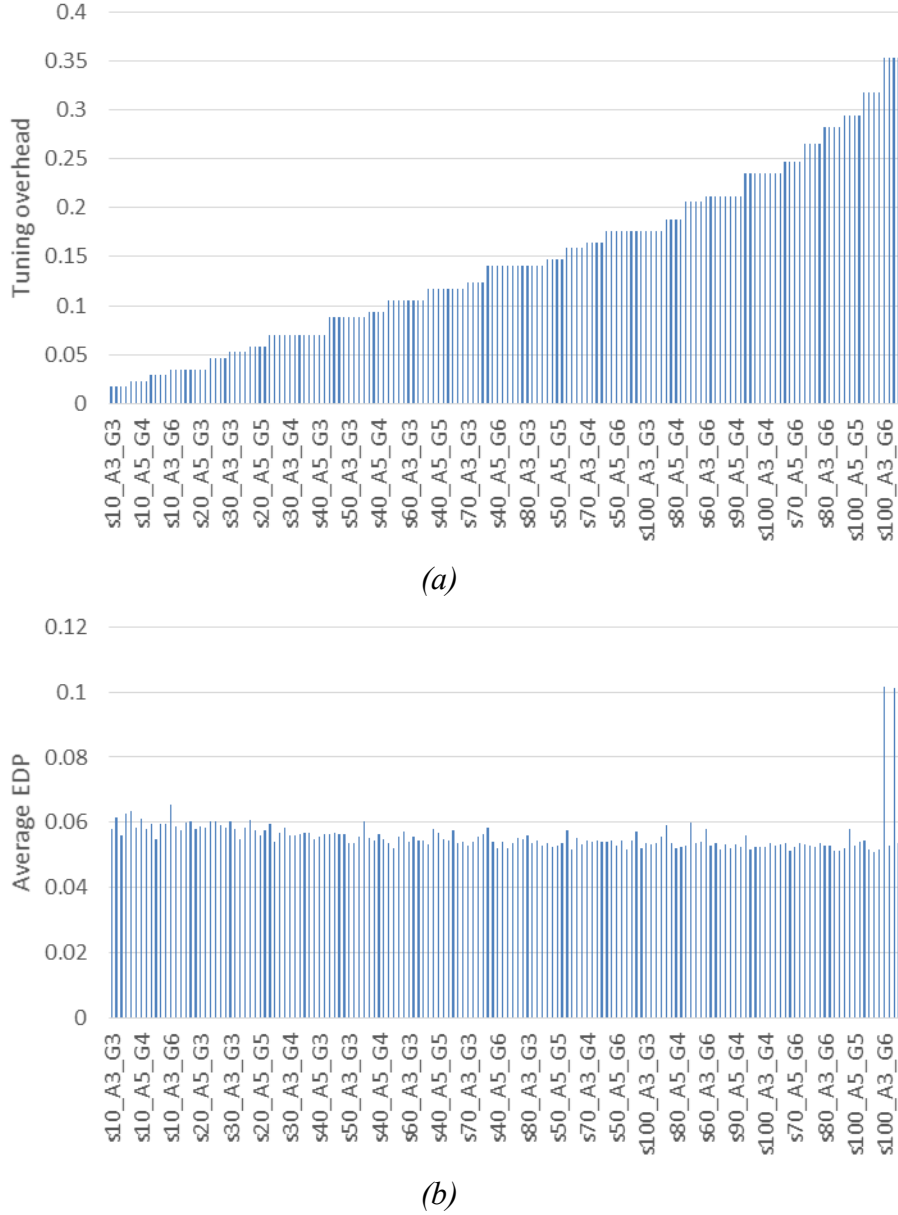 0.4
0.35
0.3
0.25
0.2
0.15
0.1
0.05
0
Tuning overhead
s10_A3_G3
s10_A5_G4
s10_A3_G6
s20_A5_G3
s30_A3_G3
s20_A5_G5
s30_A3_G4
s40_A5_G3
s50_A3_G3
s40_A5_G4
s60_A3_G3
s40_A5_G5
s70_A3_G3
s40_A5_G6
s80_A3_G3
s50_A5_G5
s70_A3_G4
s50_A5_G6
s100_A3_G3
s80_A5_G4
s60_A3_G6
s90_A5_G4
s100_A3_G4
s70_A5_G6
s80_A3_G6
s100_A5_G5
s100_A3_G6
(a)
0.12
0.1
0.08
0.06
0.04
0.02
0
Average EDP
s10_A3_G3
s10_A5_G4
s10_A3_G6
s20_A5_G3
s30_A3_G3
s20_A5_G5
s30_A3_G4
s40_A5_G3
s50_A3_G3
s40_A5_G4
s60_A3_G3
s40_A5_G5
s70_A3_G3
s40_A5_G6
s80_A3_G3
s50_A5_G5
s70_A3_G4
s50_A5_G6
s100_A3_G3
s80_A5_G4
s60_A3_G6
s90_A5_G4
s100_A3_G4
s70_A5_G6
s80_A3_G6
s100_A5_G5
s100_A3_G6
(b)